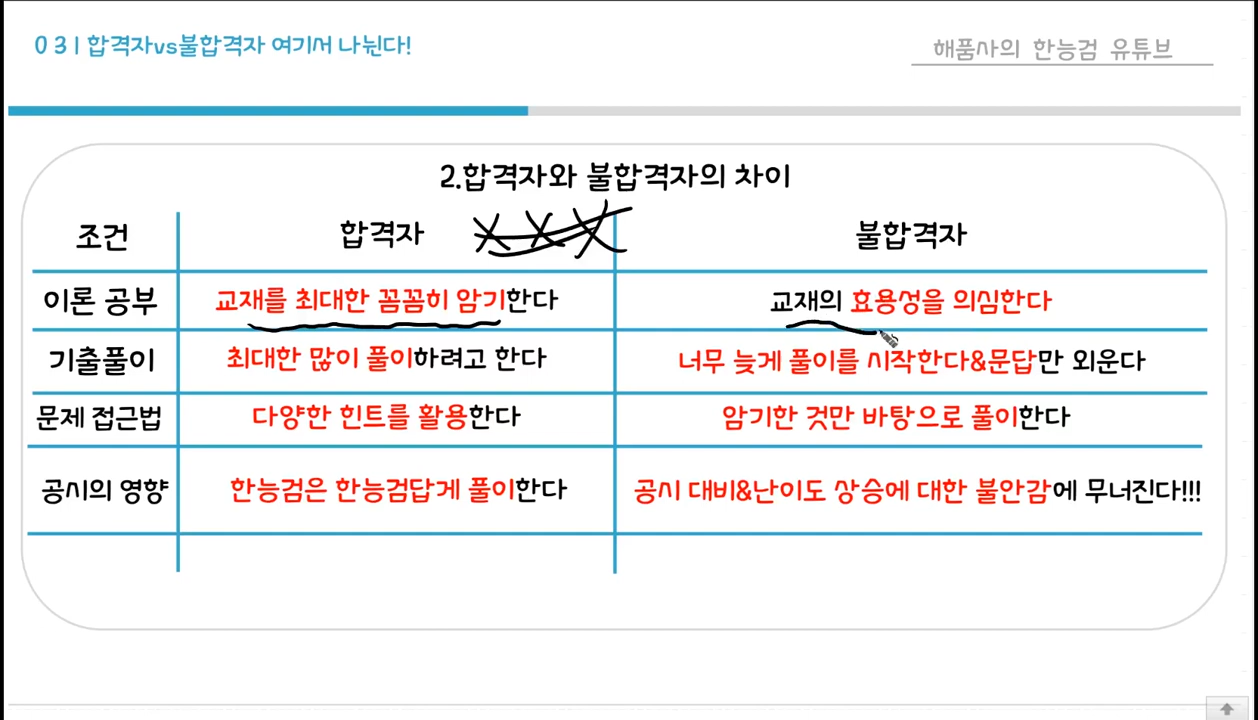 03 | 합격자vs불합격자 여기서 나뉜다!
해품사의 한능검 유튜브
2.합격자와 불합격자의 차이
조건 합격자 불합격자
이론 공부 교재를 최대한 꼼꼼히 암기한다 교재의 효용성을 의심한다
기출풀이 최대한 많이 풀이하려고 한다 너무 늦게 풀이를 시작한다&문답만 외운다
문제 접근법 다양한 힌트를 활용한다 암기한 것만 바탕으로 풀이한다
공시의 영향 한능검은 한능검답게 풀이한다 공시 대비&난이도 상승에 대한 불안감에 무너진다!!!